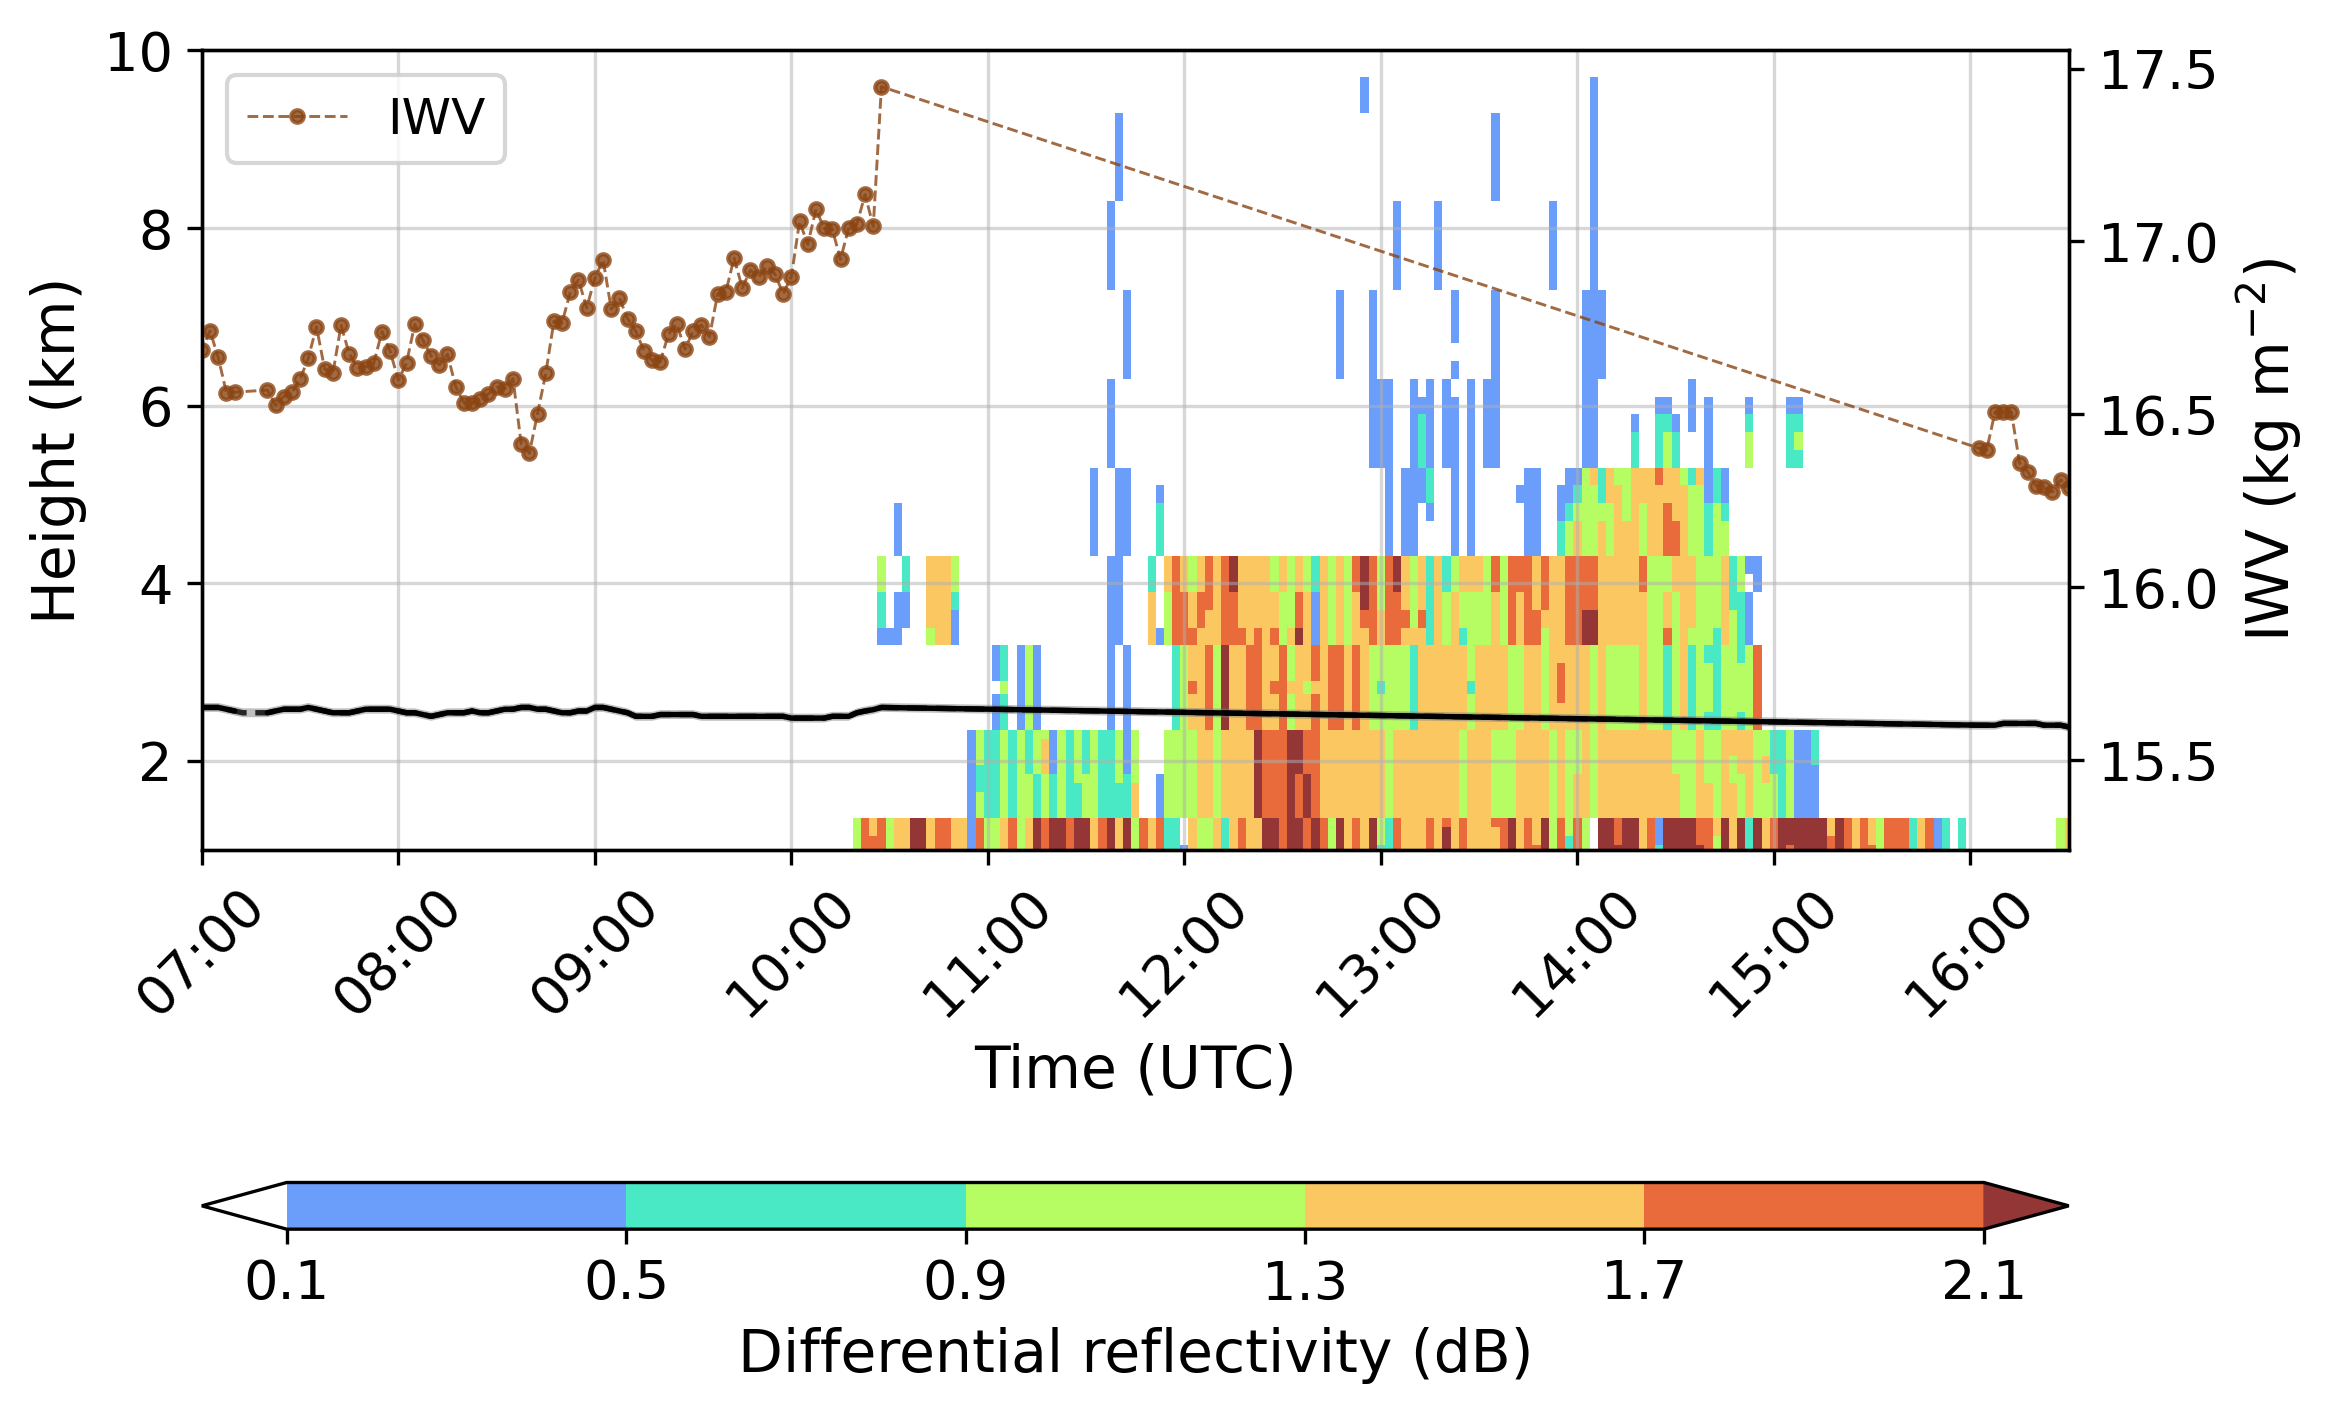 IWV
10
8
6
4
2
Height (km)
17.5
17.0
16.5
16.0
15.5
IWV (kg m⁻²)
07:00 08:00 09:00 10:00 11:00 12:00 13:00 14:00 15:00 16:00
Time (UTC)
0.1 0.5 0.9 1.3 1.7 2.1
Differential reflectivity (dB)